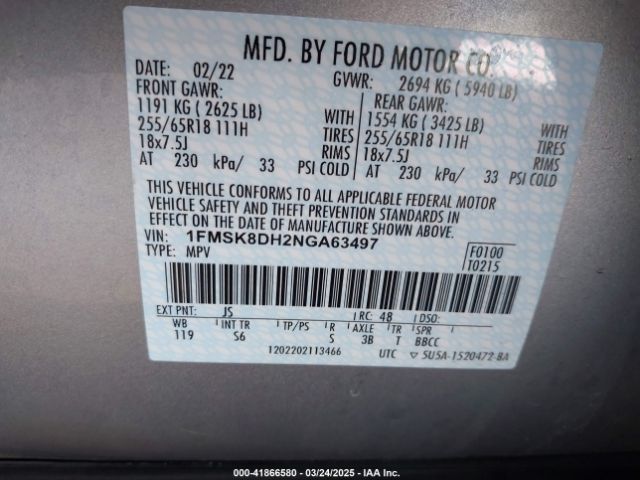 MFD. BY FORD MOTOR CO.
DATE: 02/22 GVWR: 2694 KG ( 5940 LB)
FRONT GAWR: REAR GAWR:
1191 KG ( 2625 LB) 1554 KG ( 3425 LB)
255/65R18 111H WITH TIRES 255/65R18 111H WITH TIRES
18x7.5J RIMS 18x7.5J RIMS
AT 230 kPa/ 33 PSI COLD AT 230 kPa/ 33 PSI COLD
THIS VEHICLE CONFORMS TO ALL APPLICABLE FEDERAL MOTOR
VEHICLE SAFETY AND THEFT PREVENTION STANDARDS IN
EFFECT ON THE DATE OF MANUFACTURE SHOWN ABOVE.
VIN: 1FMSK8DH2NGA63497
TYPE: MPV
F0100
T0215
EXT PNT: JS RC: 48 DSO:
WB INT TR TP/PS R AXLE TR SPR
119 S6 S 3B T BBCC
1202202113466 UTC ▽ 5U5A-1520472-BA
000-41866580 - 03/24/2025 - IAA Inc.